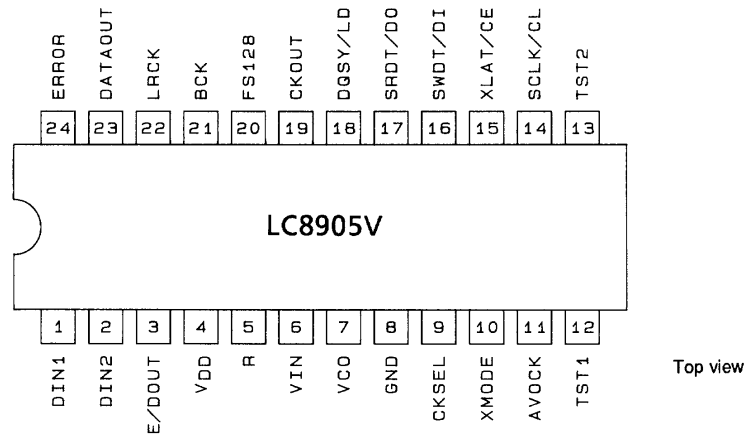 ERROR DATAOUT LRCK BCK FS128 CKOUT DQSY/LD SRDT/DO SWDT/DI XLAT/CE SCLK/CL TST2
24 23 22 21 20 19 18 17 16 15 14 13
LC8905V
1 2 3 4 5 6 7 8 9 10 11 12
DIN1 DIN2 E/DOUT VDD R VIN VCO GND CKSEL XMODE AVOCK TST1
Top view